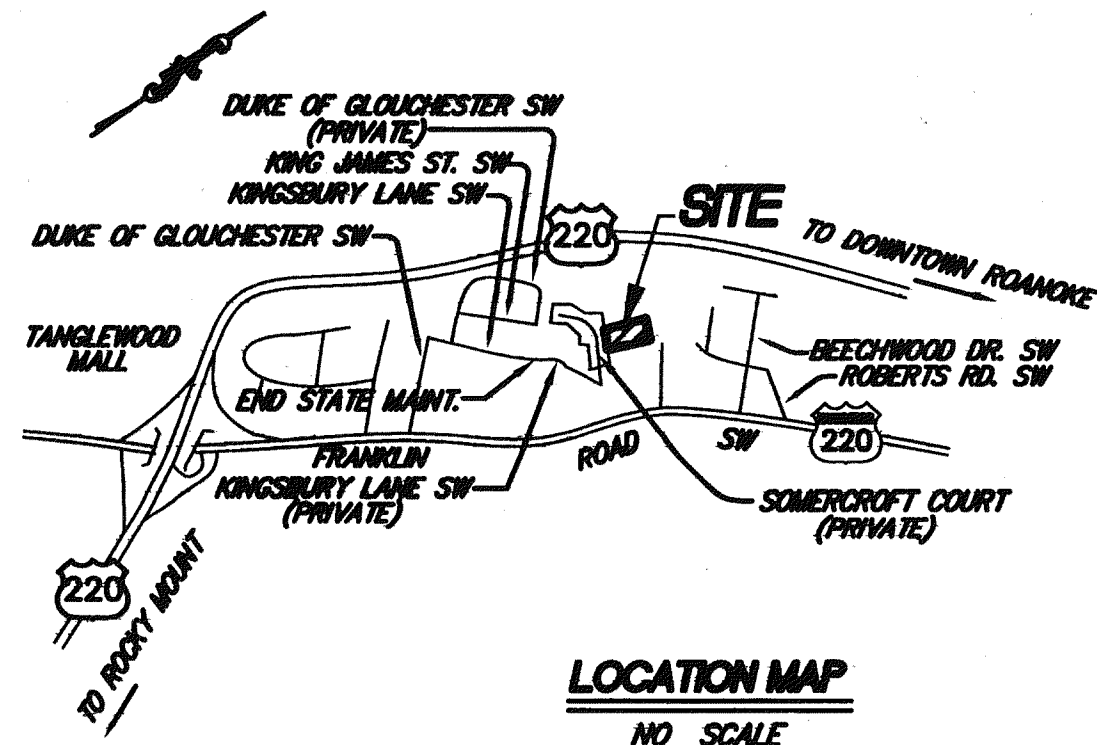 DUKE OF GLOUCHESTER SW
(PRIVATE)
KING JAMES ST. SW
KINGSBURY LANE SW
DUKE OF GLOUCHESTER SW
220
SITE
TO DOWNTOWN ROANOKE
TANGLEWOOD
MALL
BEECHWOOD DR. SW
ROBERTS RD. SW
END STATE MAINT.
FRANKLIN
ROAD
SW
220
KINGSBURY LANE SW
(PRIVATE)
SOMERCROFT COURT
(PRIVATE)
220
TO ROCKY MOUNT
LOCATION MAP
NO SCALE